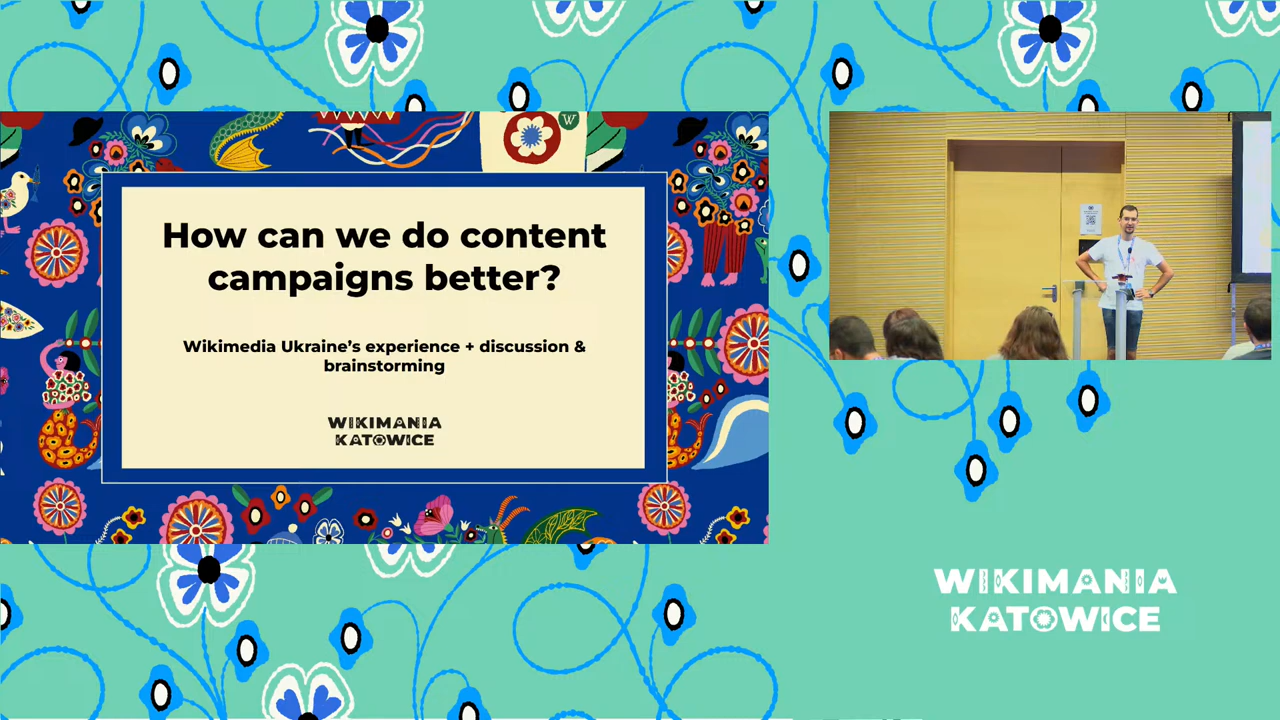 How can we do content
campaigns better?
Wikimedia Ukraine’s experience + discussion &
brainstorming
WIKIMANIA
KATOWICE
W
WIKIMANIA
KATOWICE